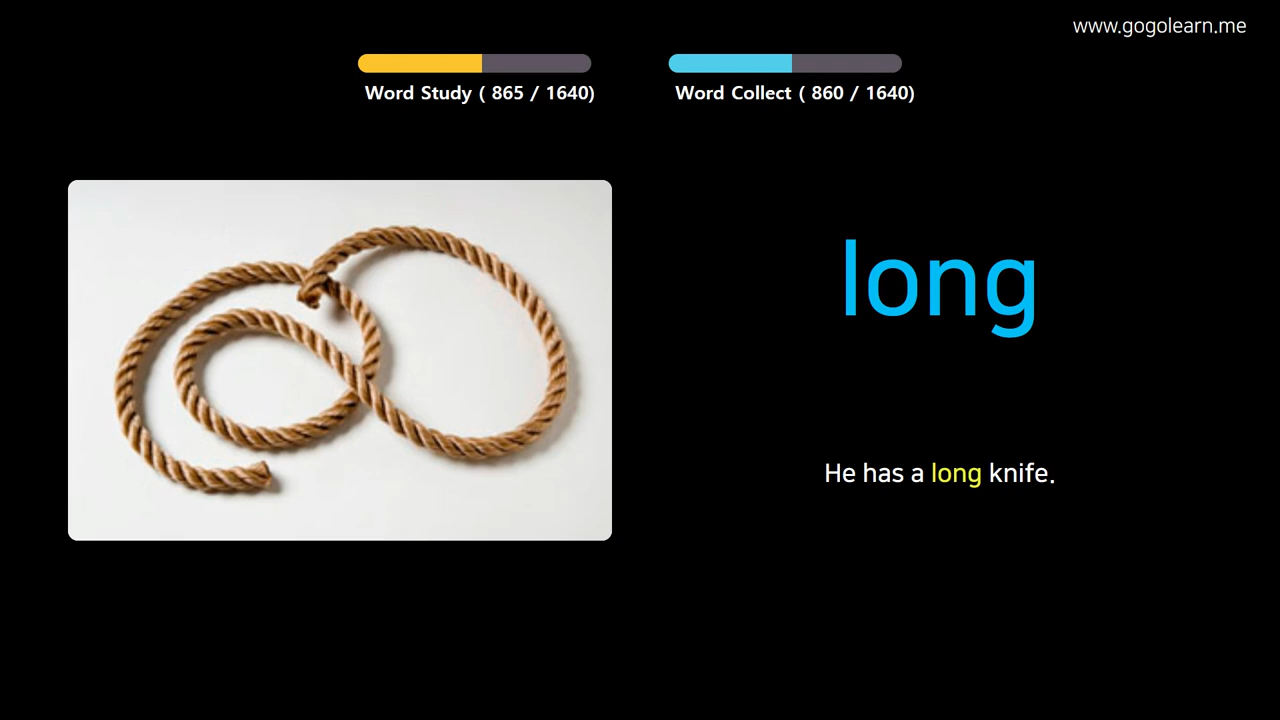 www.gogolearn.me
Word Study ( 865 / 1640)
Word Collect ( 860 / 1640)
long
He has a long knife.